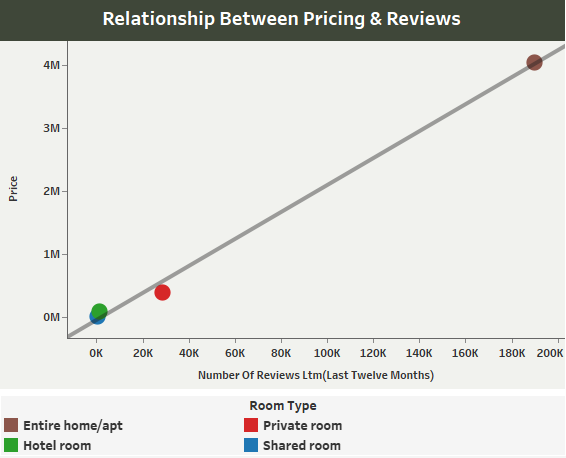 Relationship Between Pricing & Reviews
4M
3M
2M
1M
0M
Price
0K 20K 40K 60K 80K 100K 120K 140K 160K 180K 200K
Number Of Reviews Ltm(Last Twelve Months)
Room Type
Entire home/apt Private room
Hotel room Shared room